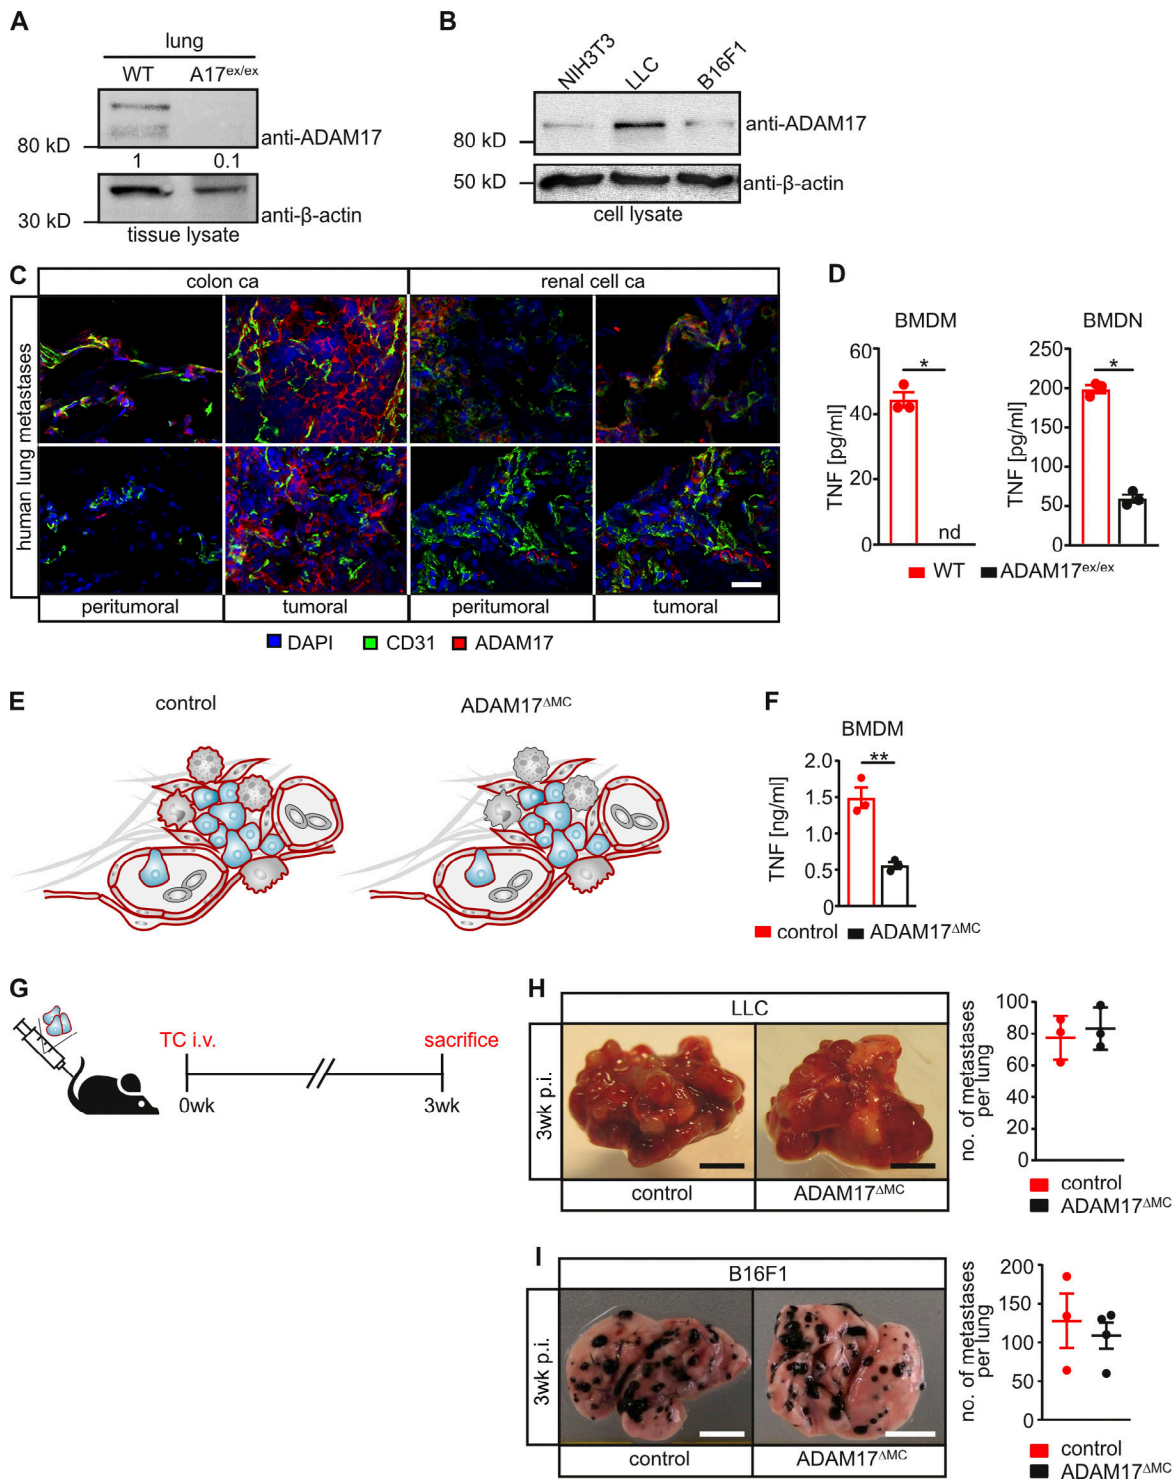 A
lung
WT A17ex/ex
80 kD
anti-ADAM17
1 0.1
30 kD
anti-β-actin
tissue lysate
B
NIH3T3 LLC B16F1
80 kD
anti-ADAM17
50 kD
anti-β-actin
cell lysate
C
colon ca renal cell ca
human lung metastases
peritumoral tumoral peritumoral tumoral
DAPI CD31 ADAM17
D
BMDM BMDN
TNF [pg/ml]
60
40
20
0
*
nd
TNF [pg/ml]
250
200
150
100
50
0
*
WT ADAM17ex/ex
E
control ADAM17ΔMC
F
BMDM
TNF [ng/ml]
2.0
1.5
1.0
0.5
0
**
control ADAM17ΔMC
G
TC i.v. sacrifice
0wk 3wk
H
LLC
3wk p.i.
control ADAM17ΔMC
no. of metastases
per lung
100
80
60
40
20
0
control
ADAM17ΔMC
I
B16F1
3wk p.i.
control ADAM17ΔMC
no. of metastases
per lung
200
150
100
50
0
control
ADAM17ΔMC